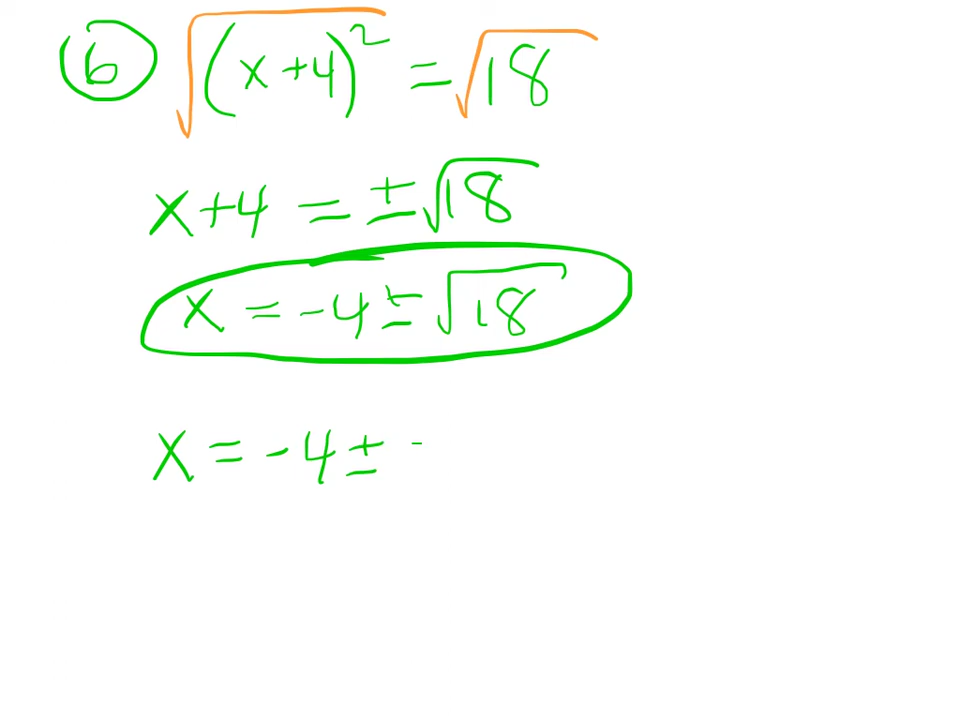 6 √(x+4)² = √18
x+4 = ±√18
x = -4 ± √18
x = -4 ±